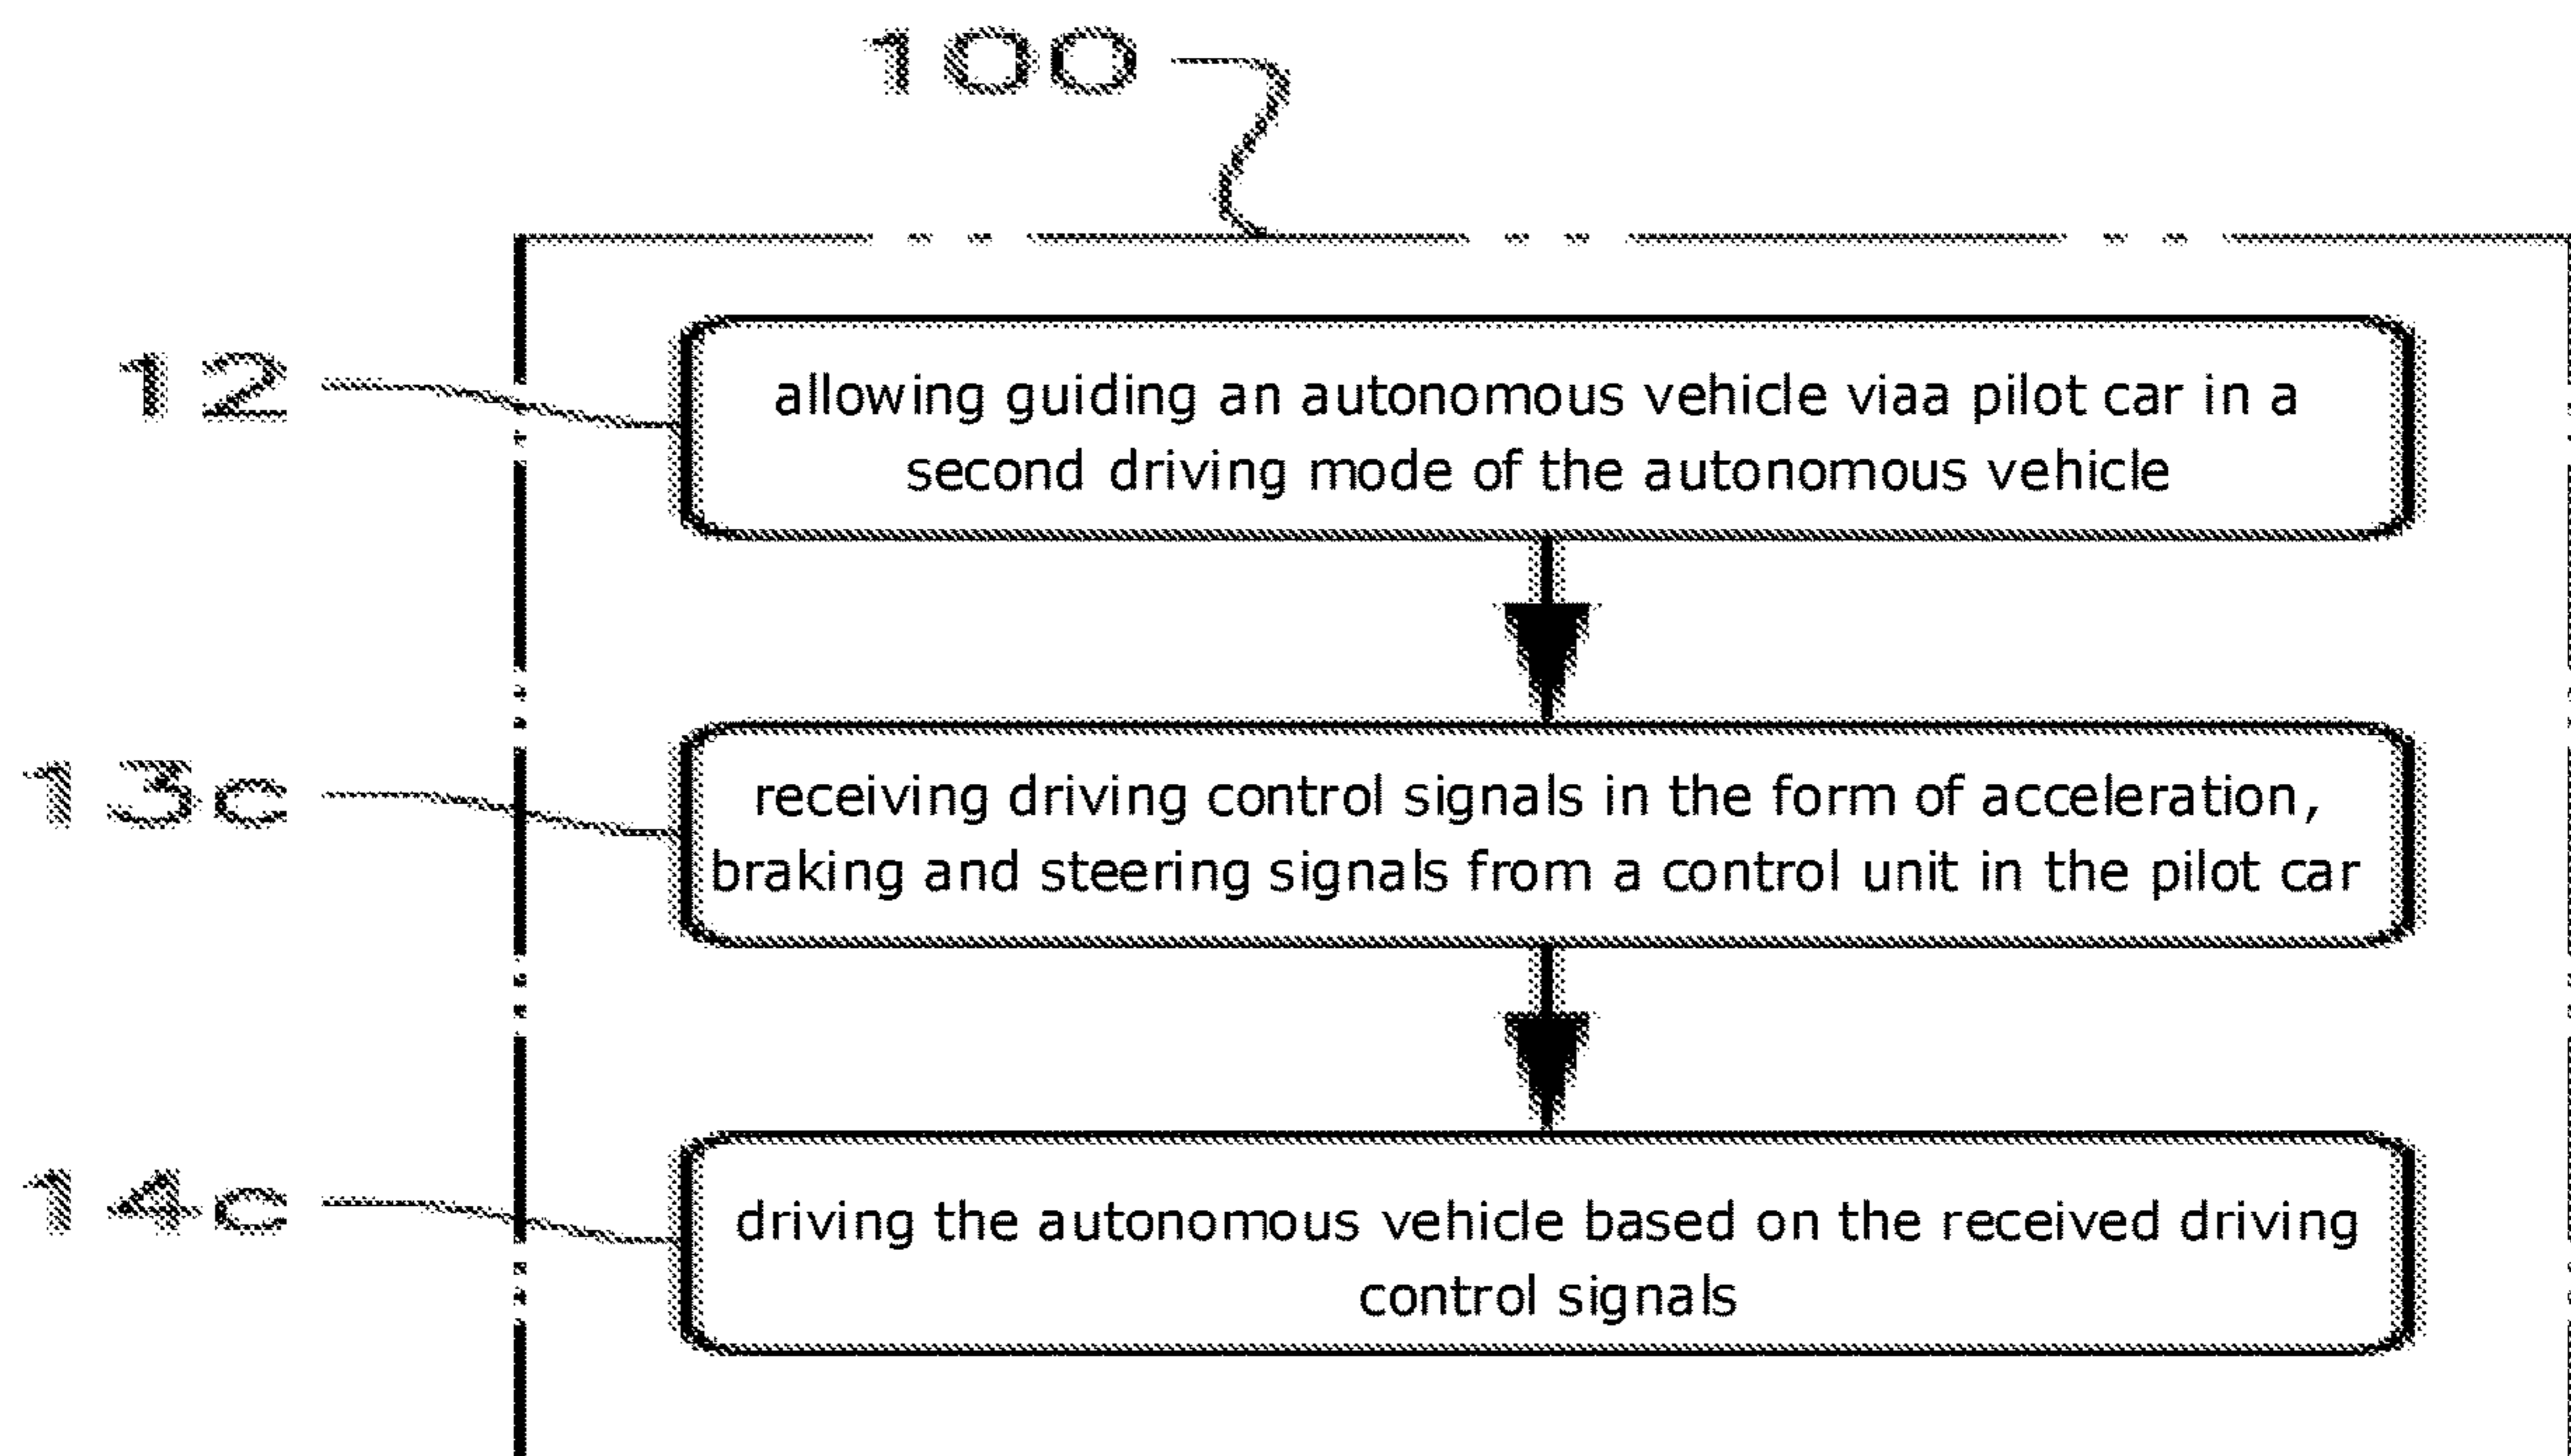 100
12
allowing guiding an autonomous vehicle viaa pilot car in a
second driving mode of the autonomous vehicle
13c
receiving driving control signals in the form of acceleration,
braking and steering signals from a control unit in the pilot car
14c
driving the autonomous vehicle based on the received driving
control signals